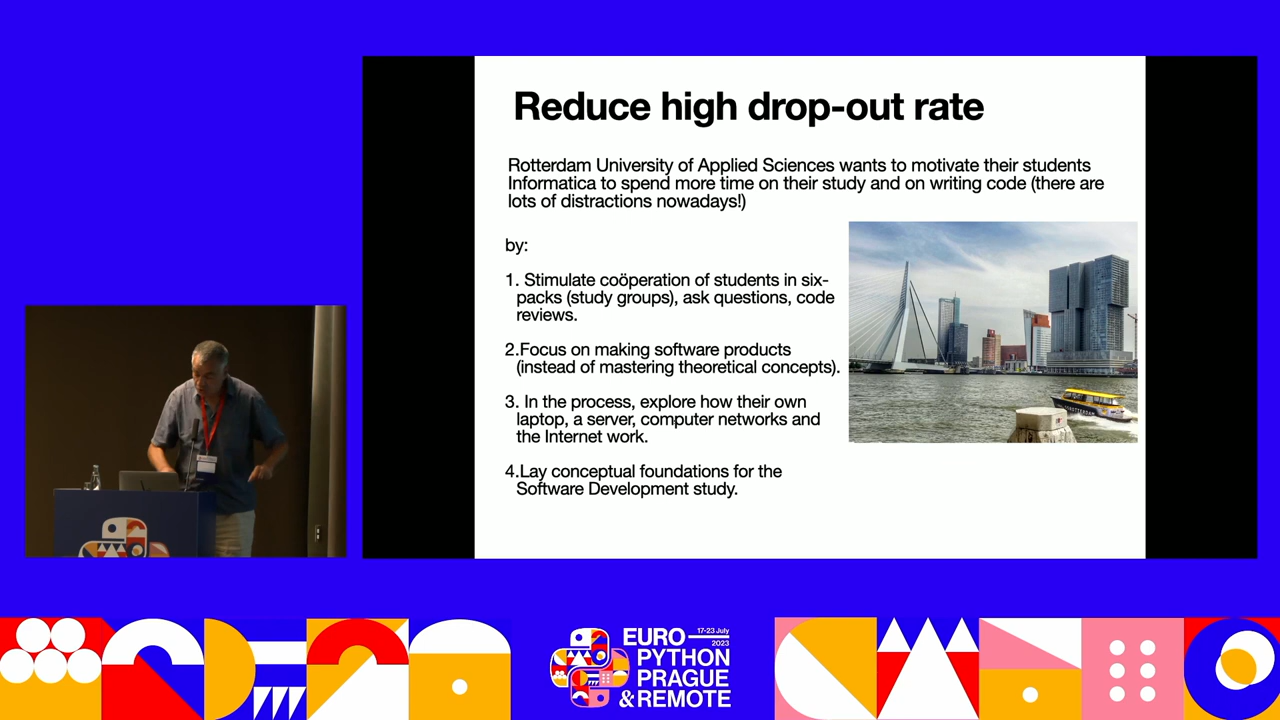 Reduce high drop-out rate
Rotterdam University of Applied Sciences wants to motivate their students
Informatica to spend more time on their study and on writing code (there are
lots of distractions nowadays!)
by:
1. Stimulate coöperation of students in six-
packs (study groups), ask questions, code
reviews.
2.Focus on making software products
(instead of mastering theoretical concepts).
3. In the process, explore how their own
laptop, a server, computer networks and
the Internet work.
4.Lay conceptual foundations for the
Software Development study.
EURO 17-23 July
2023
PYTHON
PRAGUE
& REMOTE